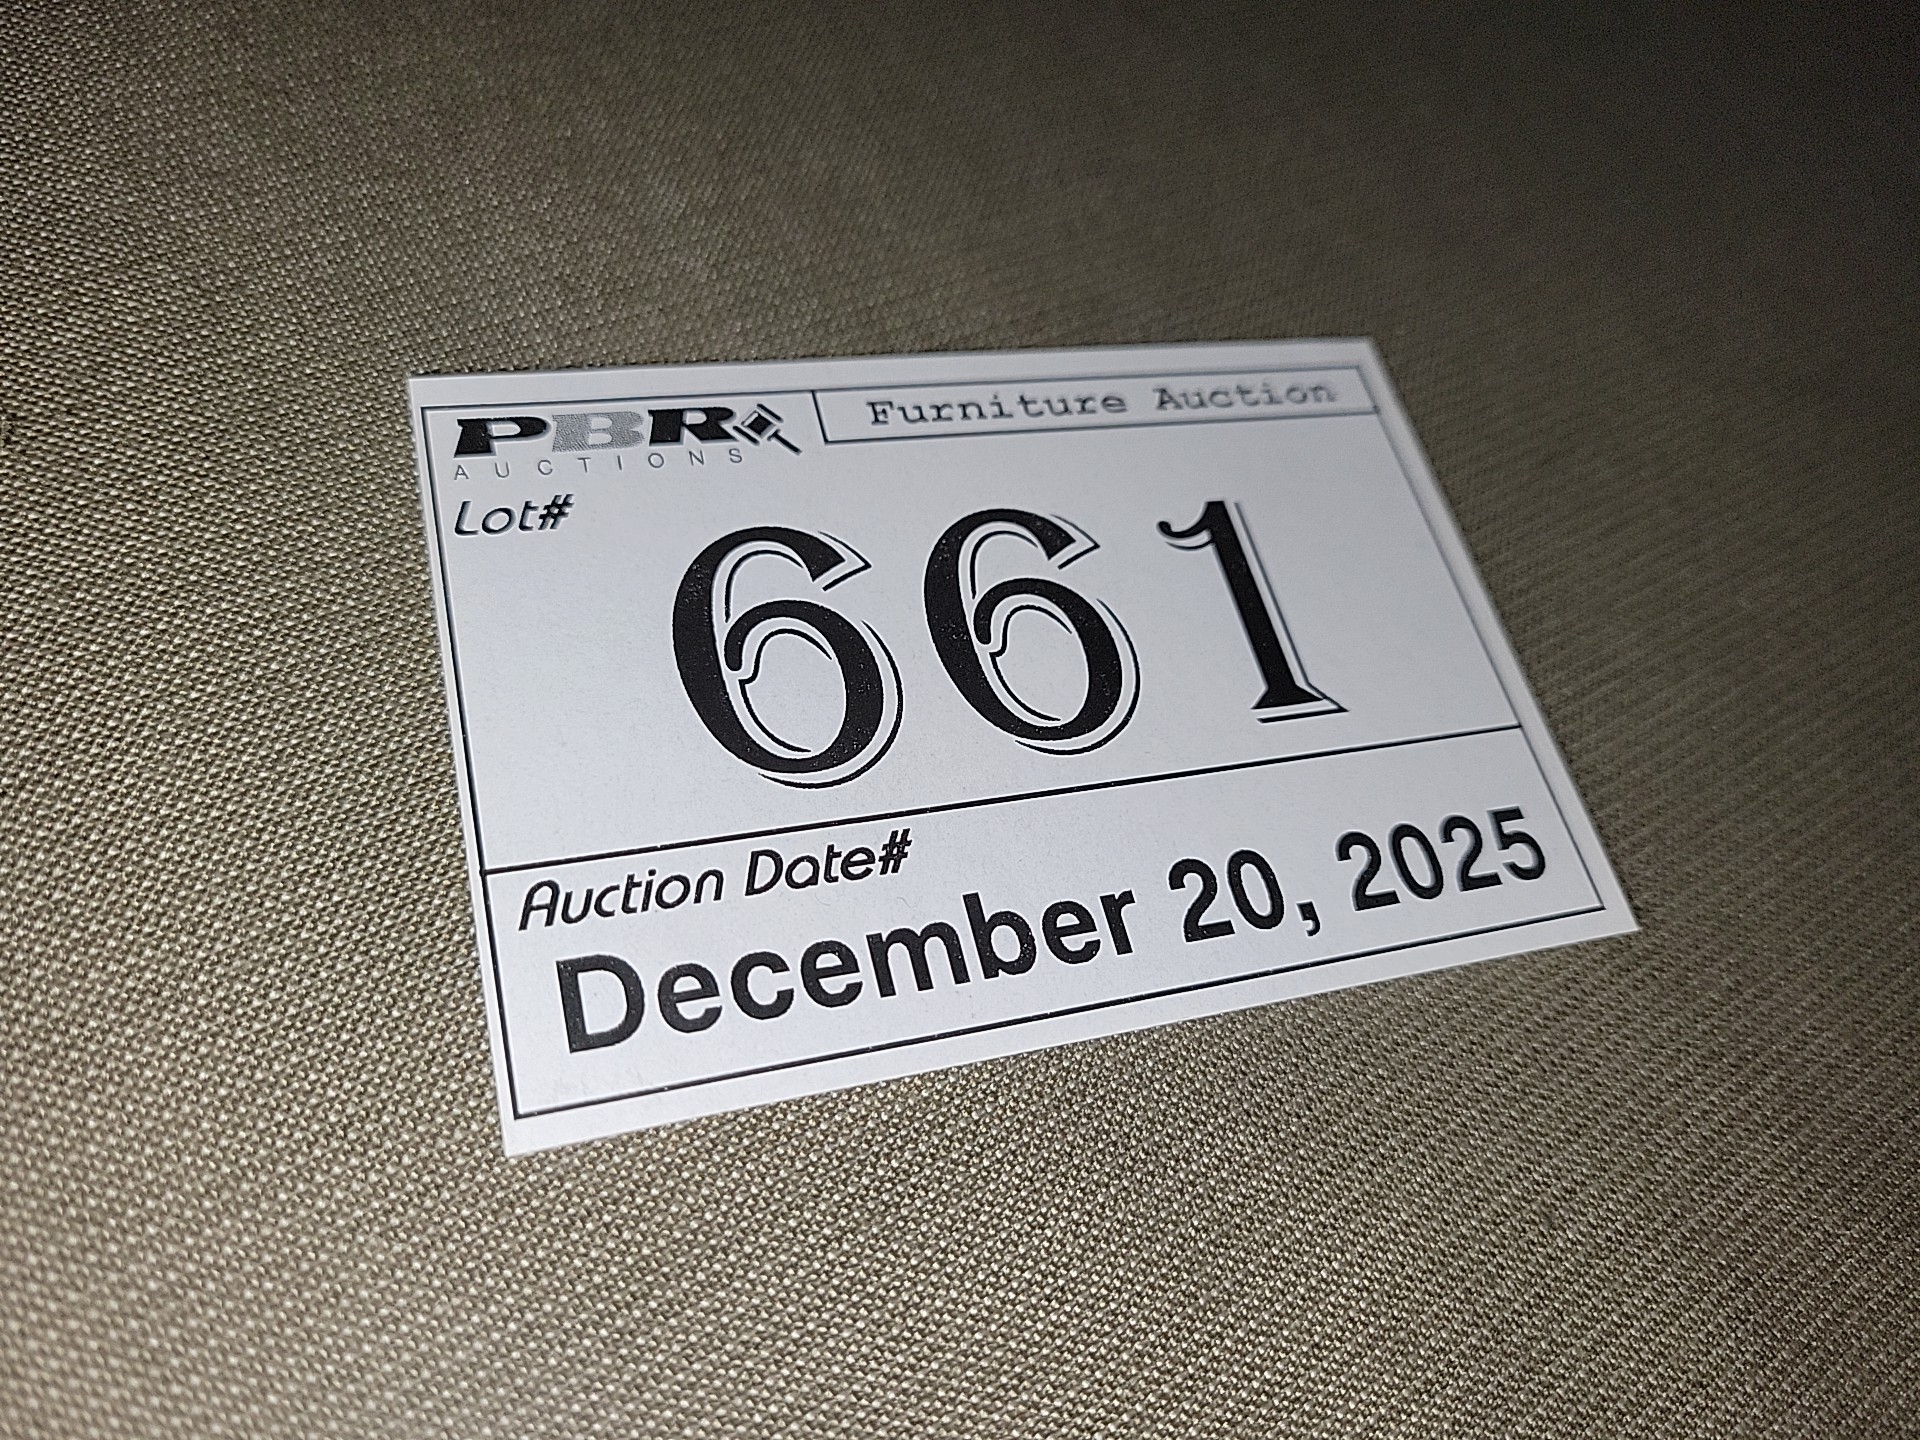 PBR
AUCTIONS
Furniture Auction
Lot#
661
Auction Date#
December 20, 2025